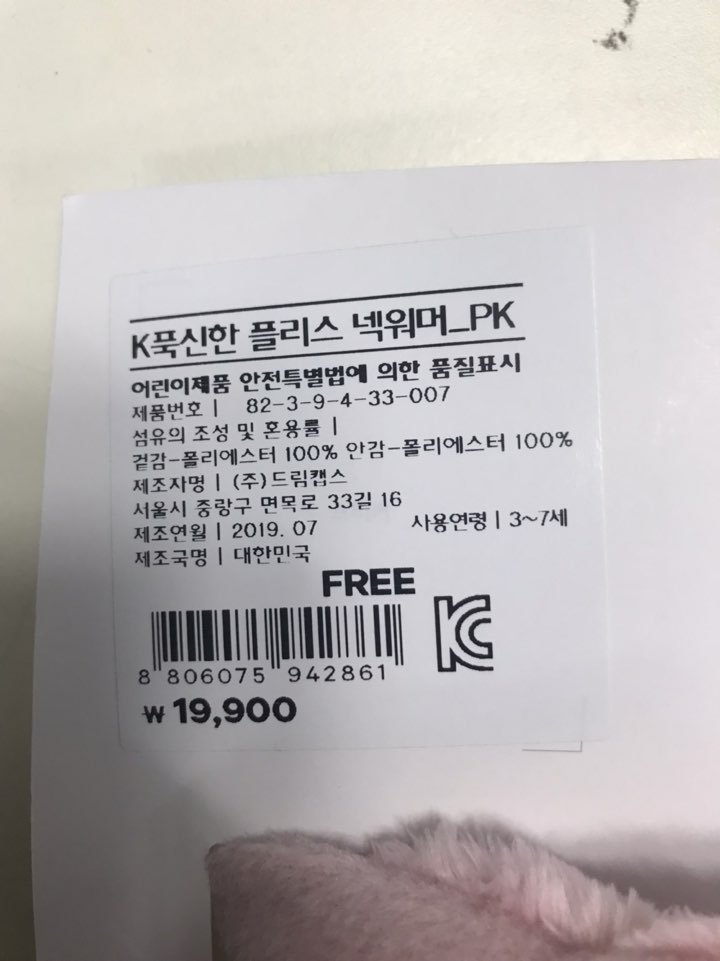 K폭신한 플리스 넥워머_PK
어린이제품 안전특별법에 의한 품질표시
제품번호 | 82-3-9-4-33-007
섬유의 조성 및 혼용률 |
겉감-폴리에스터 100% 안감-폴리에스터 100%
제조자명 | (주)드림캡스
서울시 중랑구 면목로 33길 16
제조연월 | 2019. 07 사용연령 | 3~7세
제조국명 | 대한민국
FREE
KC
8 806075 942861
₩ 19,900